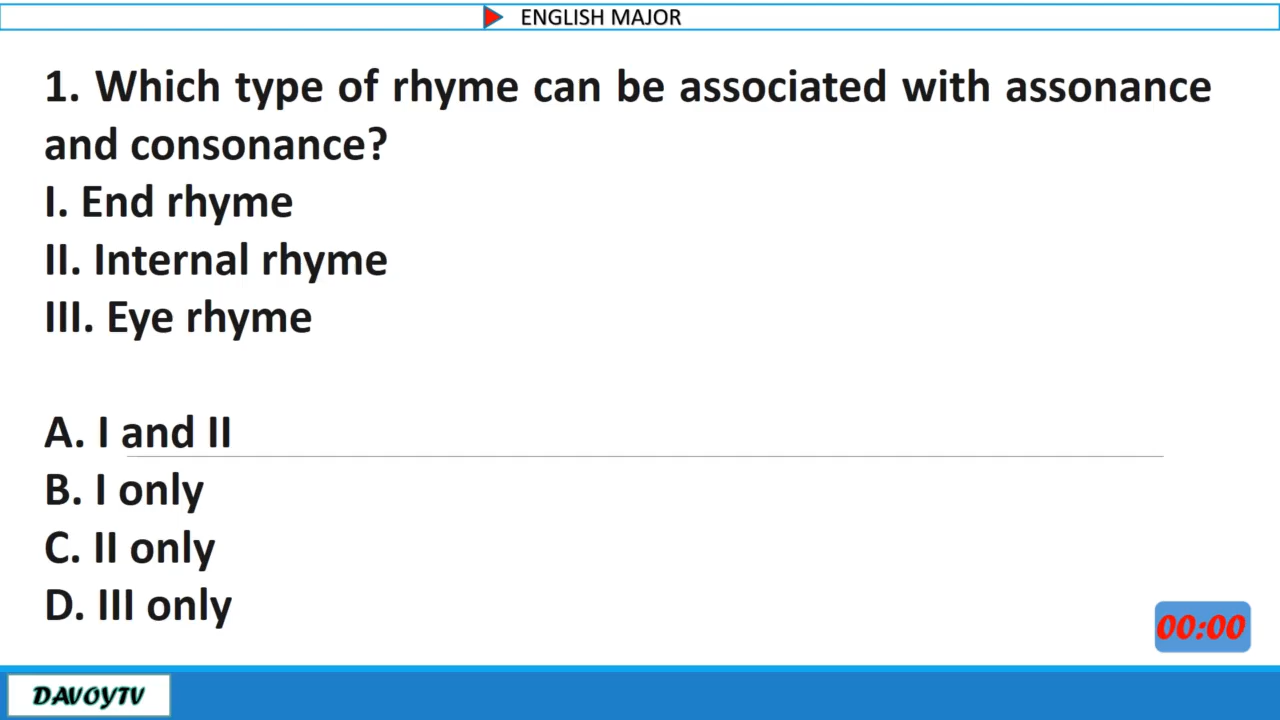 ENGLISH MAJOR
1. Which type of rhyme can be associated with assonance
and consonance?
I. End rhyme
II. Internal rhyme
III. Eye rhyme
A. I and II
B. I only
C. II only
D. III only
00:00
DAVOYTV